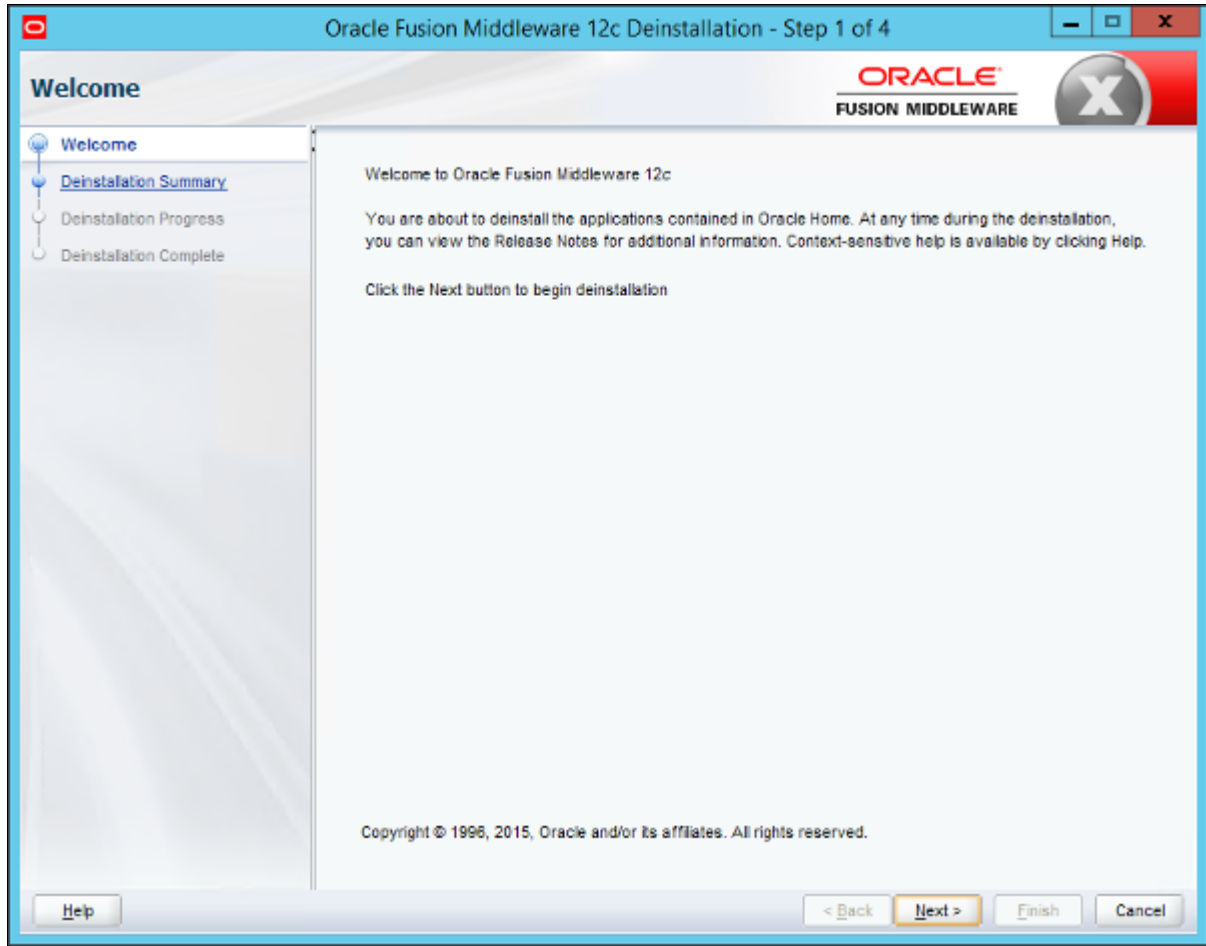 Oracle Fusion Middleware 12c Deinstallation - Step 1 of 4
Welcome
ORACLE
FUSION MIDDLEWARE
Welcome
Deinstallation Summary
Deinstallation Progress
Deinstallation Complete
Welcome to Oracle Fusion Middleware 12c
You are about to deinstall the applications contained in Oracle Home. At any time during the deinstallation,
you can view the Release Notes for additional information. Context-sensitive help is available by clicking Help.
Click the Next button to begin deinstallation
Copyright © 1996, 2015, Oracle and/or its affiliates. All rights reserved.
Help
< Back
Next >
Finish
Cancel